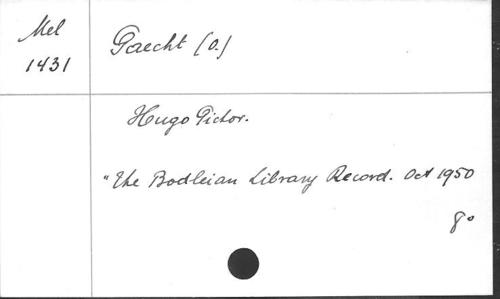 Mel
1431
Paecht (O.)
Hugo Pictor.
"The Bodleian Library Record. Oct 1950
8°